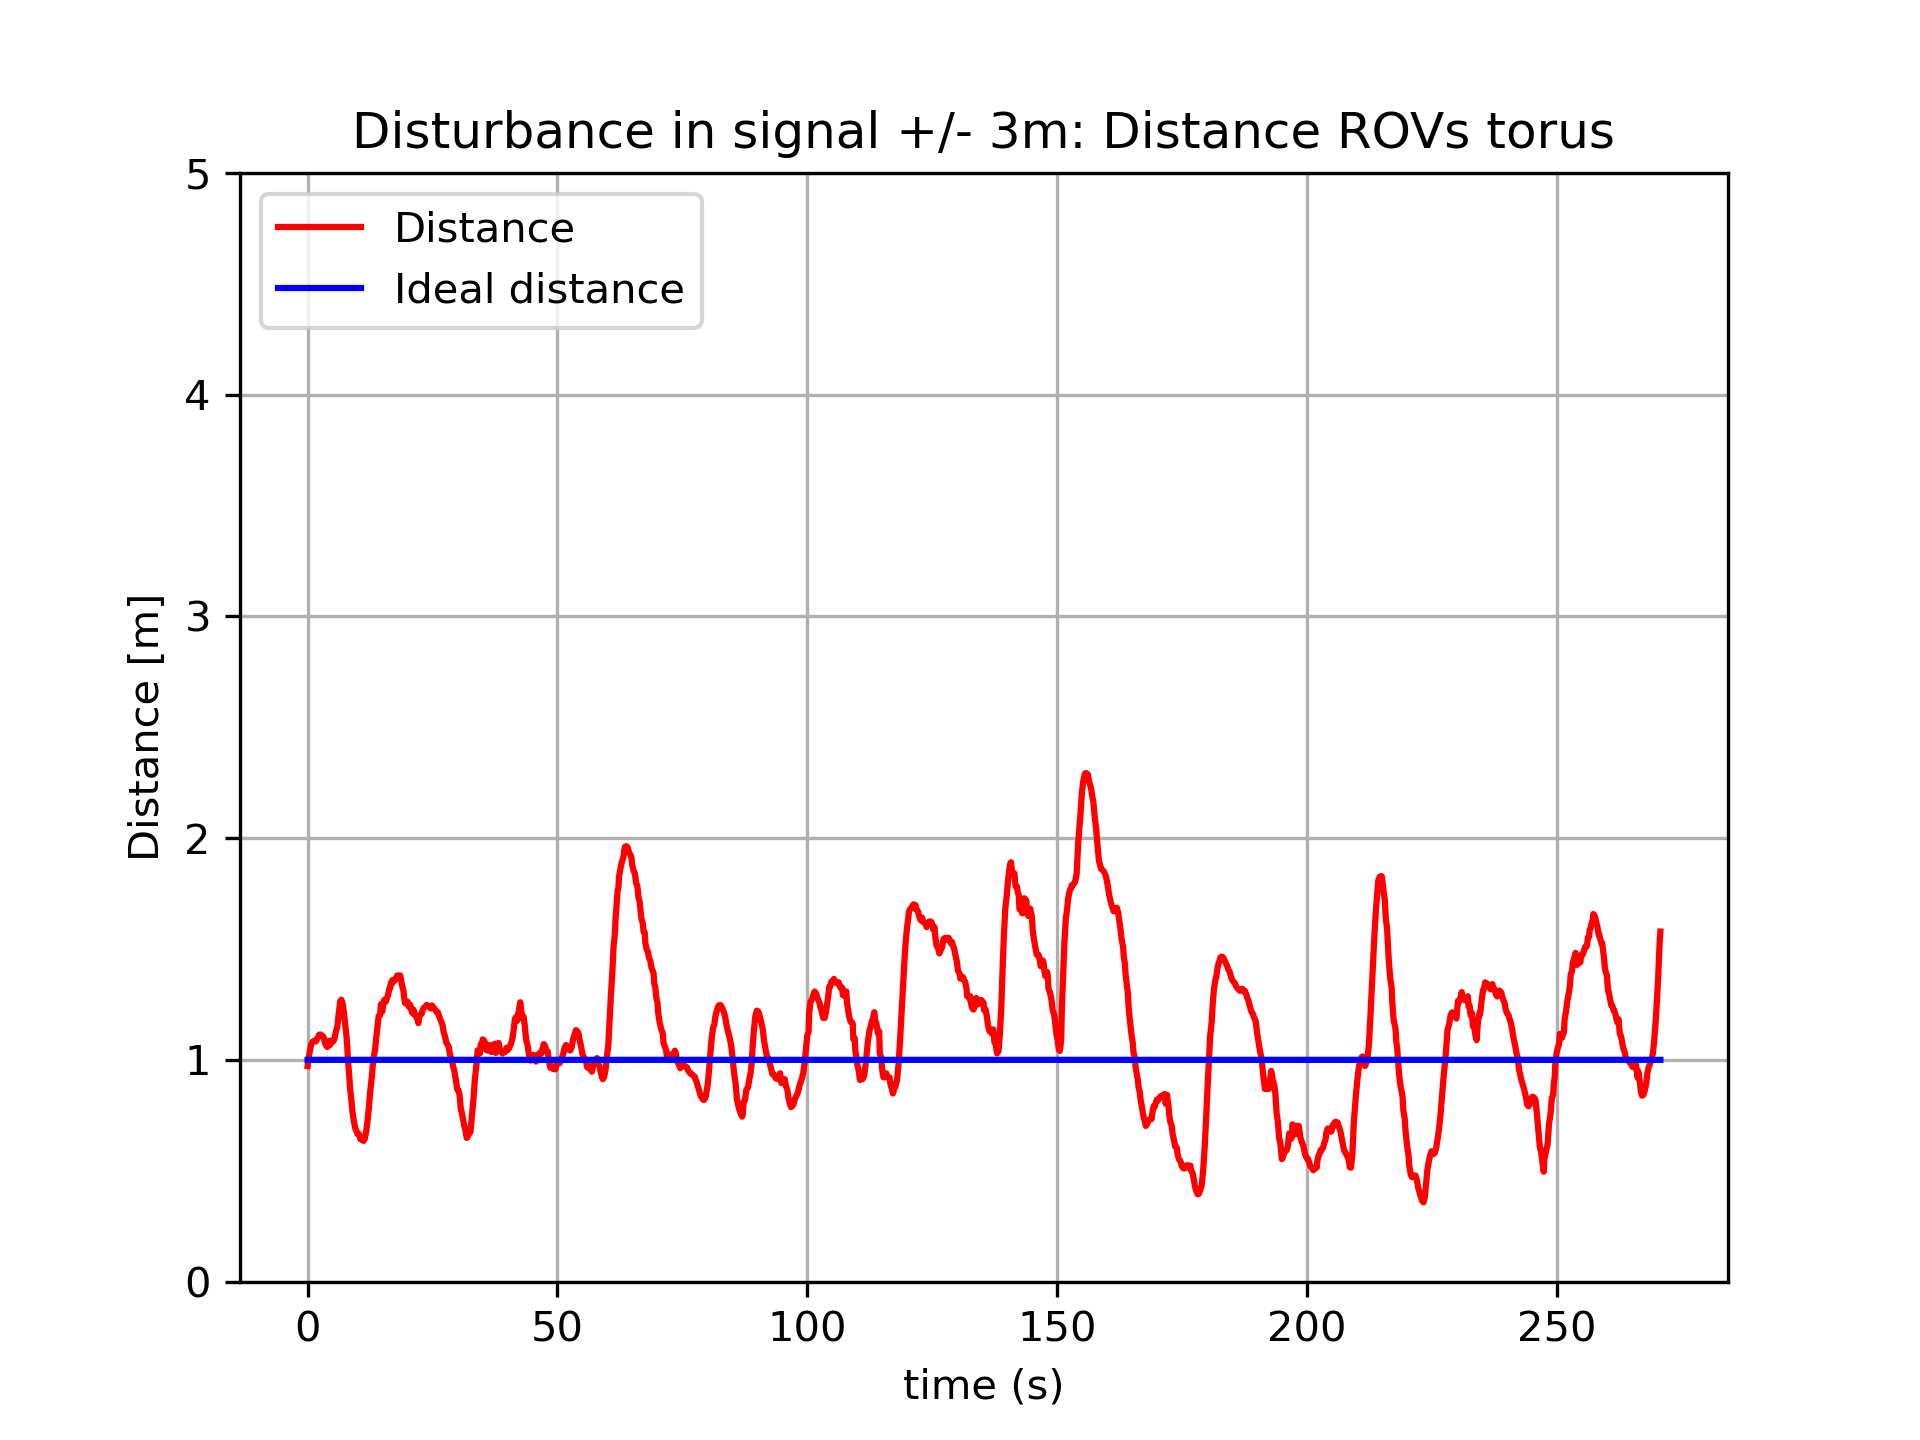 Disturbance in signal +/- 3m: Distance ROVs torus
Distance
Ideal distance
5
4
3
2
1
0
Distance [m]
0 50 100 150 200 250
time (s)